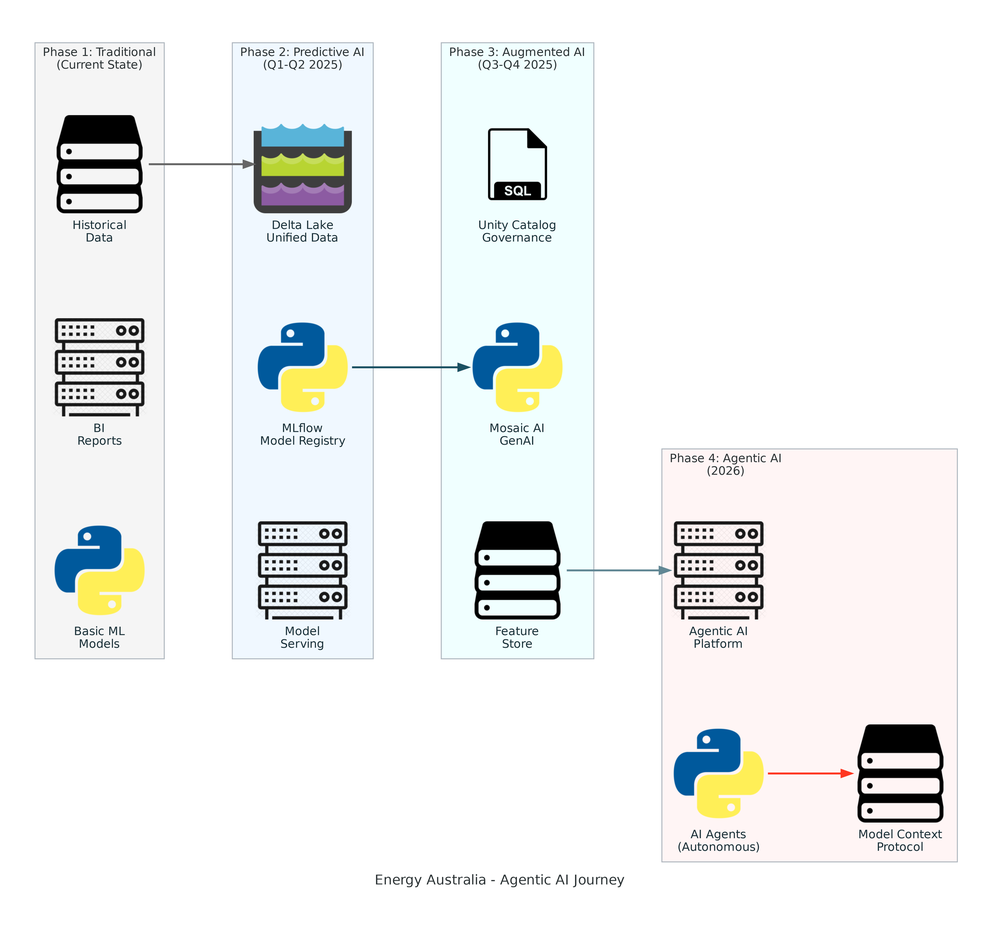 Phase 1: Traditional
(Current State)
Historical
Data
BI
Reports
Basic ML
Models
Phase 2: Predictive AI
(Q1-Q2 2025)
Delta Lake
Unified Data
MLflow
Model Registry
Model
Serving
Phase 3: Augmented AI
(Q3-Q4 2025)
SQL
Unity Catalog
Governance
Mosaic AI
GenAI
Feature
Store
Phase 4: Agentic AI
(2026)
Agentic AI
Platform
AI Agents
(Autonomous)
Model Context
Protocol
Energy Australia - Agentic AI Journey